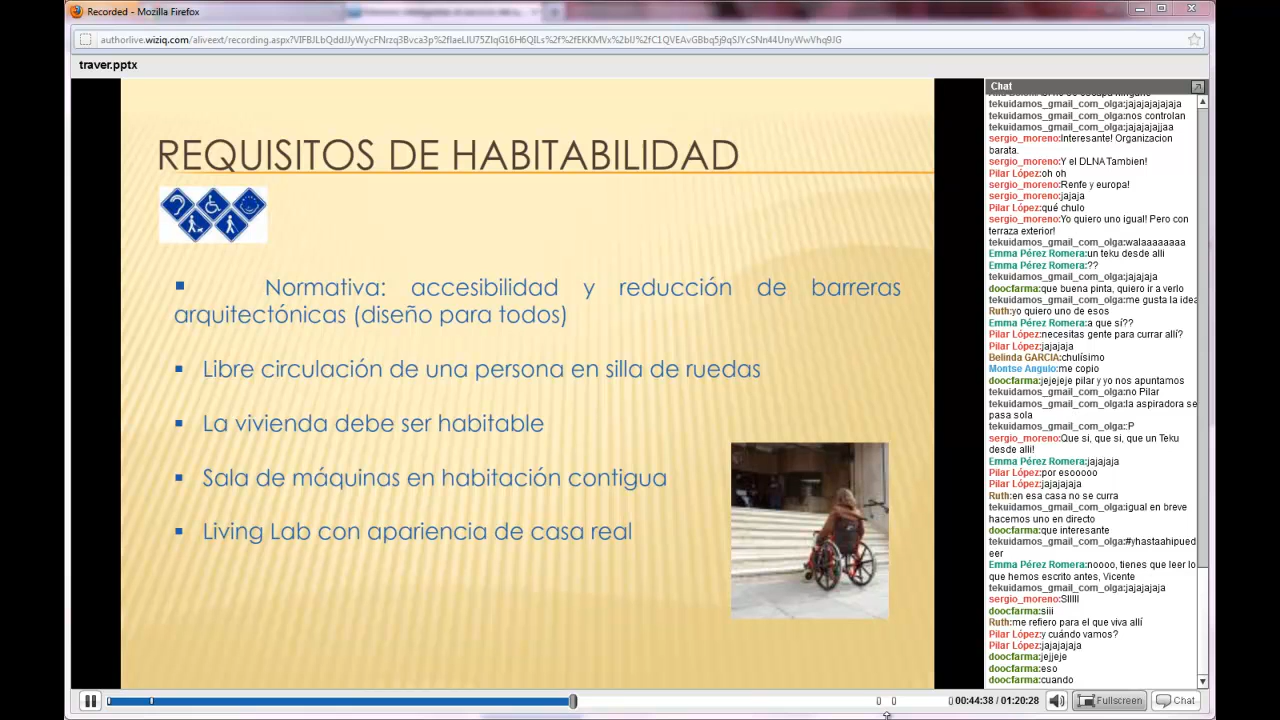 Recorded - Mozilla Firefox
authorlive.wiziq.com/aliveext/recording.aspx?
traver.pptx
REQUISITOS DE HABITABILIDAD
Normativa: accesibilidad y reducción de barreras
arquitectónicas (diseño para todos)
Libre circulación de una persona en silla de ruedas
La vivienda debe ser habitable
Sala de máquinas en habitación contigua
Living Lab con apariencia de casa real
Chat
tekuidamos_gmail_com_olga:jajajajajaja
tekuidamos_gmail_com_olga:nos controlan
tekuidamos_gmail_com_olga:jajajajajjaa
sergio_moreno:Interesante! Organizacion
barata.
sergio_moreno:Y el DLNA Tambien!
Pilar López:oh oh
sergio_moreno:Renfe y europa!
sergio_moreno:jajaja
Pilar López:qué chulo
sergio_moreno:Yo quiero uno igual! Pero con
terraza exterior!
tekuidamos_gmail_com_olga:walaaaaaaaa
Emma Pérez Romera:un teku desde alli
Emma Pérez Romera:??
tekuidamos_gmail_com_olga:jajajaja
doocfarma:que buena pinta, quiero ir a verlo
tekuidamos_gmail_com_olga:me gusta la idea
Ruth:yo quiero uno de esos
Emma Pérez Romera:a que sí??
Pilar López:necesitas gente para currar allí?
Pilar López:jajajaja
Belinda GARCIA:chulísimo
Montse Angulo:me copio
doocfarma:jejejeje pilar y yo nos apuntamos
tekuidamos_gmail_com_olga:no Pilar
tekuidamos_gmail_com_olga:la aspiradora se
pasa sola
tekuidamos_gmail_com_olga::P
sergio_moreno:Que si, que si, que un Teku
desde alli!
Emma Pérez Romera:jajajaja
Pilar López:por esooooo
Pilar López:jajajajaja
Ruth:en esa casa no se curra
tekuidamos_gmail_com_olga:igual en breve
hacemos uno en directo
doocfarma:que interesante
tekuidamos_gmail_com_olga:#yhastaahipued
eer
Emma Pérez Romera:noooo, tienes que leer lo
que hemos escrito antes, Vicente
tekuidamos_gmail_com_olga:jajajajaja
sergio_moreno:SIIIII
doocfarma:siii
Ruth:me refiero para el que viva allí
Pilar López:y cuándo vamos?
Pilar López:jajajajaja
doocfarma:jejjeje
doocfarma:eso
doocfarma:cuando
00:44:38 / 01:20:28
Fullscreen
Chat